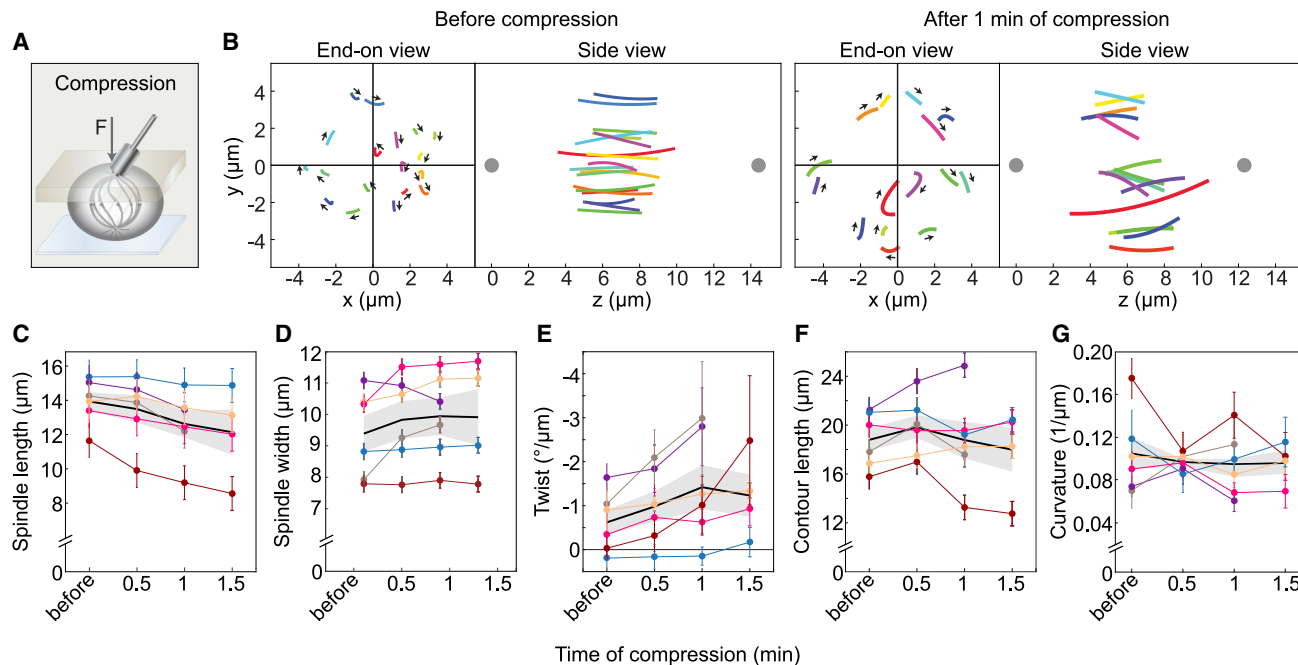 Before compression
After 1 min of compression
A
B
End-on view
Side view
End-on view
Side view
Compression
F
y (µm)
4
2
0
-2
-4
-4 -2 0 2 4
x (µm)
0 2 4 6 8 10 12 14
z (µm)
-4 -2 0 2 4
x (µm)
0 2 4 6 8 10 12 14
z (µm)
C
Spindle length (µm)
16
14
12
10
8
0
before 0.5 1 1.5
D
Spindle width (µm)
12
11
10
9
8
7
0
before 0.5 1 1.5
E
Twist (°/µm)
-4
-3
-2
-1
0
before 0.5 1 1.5
F
Contour length (µm)
24
20
16
12
0
before 0.5 1 1.5
G
Curvature (1/µm)
0.20
0.16
0.12
0.08
0.04
0
before 0.5 1 1.5
Time of compression (min)